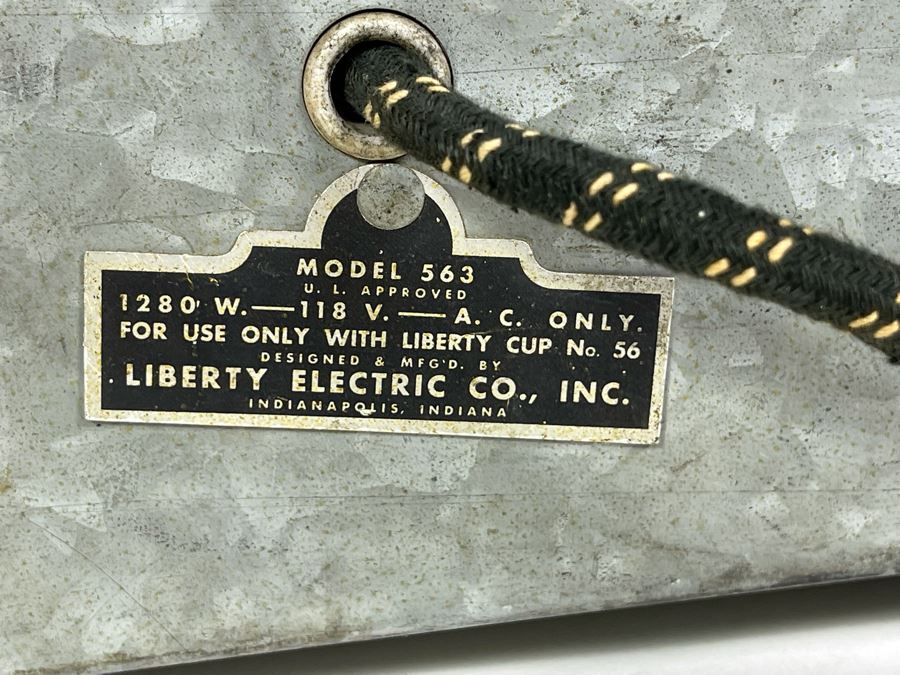 MODEL 563
U. L. APPROVED
1280 W. — 118 V. — A. C. ONLY.
FOR USE ONLY WITH LIBERTY CUP No. 56
DESIGNED & MFG'D. BY
LIBERTY ELECTRIC CO., INC.
INDIANAPOLIS, INDIANA